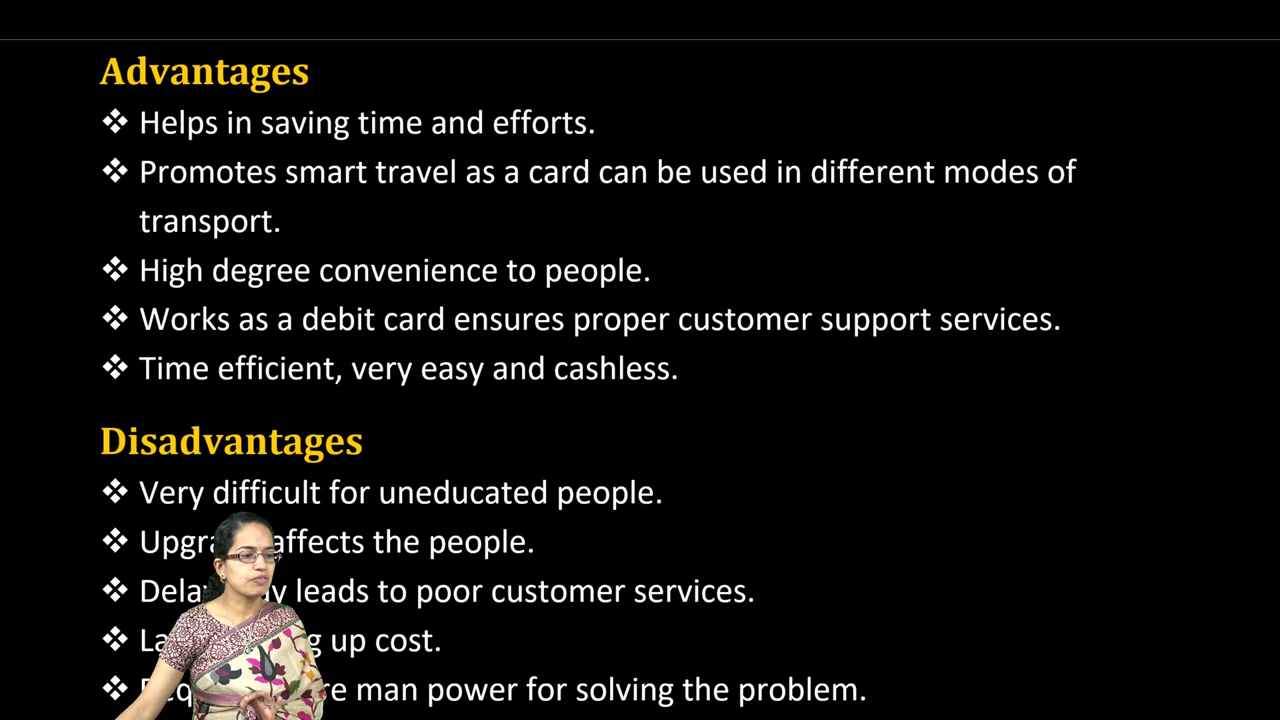 Advantages
❖ Helps in saving time and efforts.
❖ Promotes smart travel as a card can be used in different modes of
transport.
❖ High degree convenience to people.
❖ Works as a debit card ensures proper customer support services.
❖ Time efficient, very easy and cashless.
Disadvantages
❖ Very difficult for uneducated people.
❖ affects the people.
❖ leads to poor customer services.
❖ up cost.
❖ man power for solving the problem.